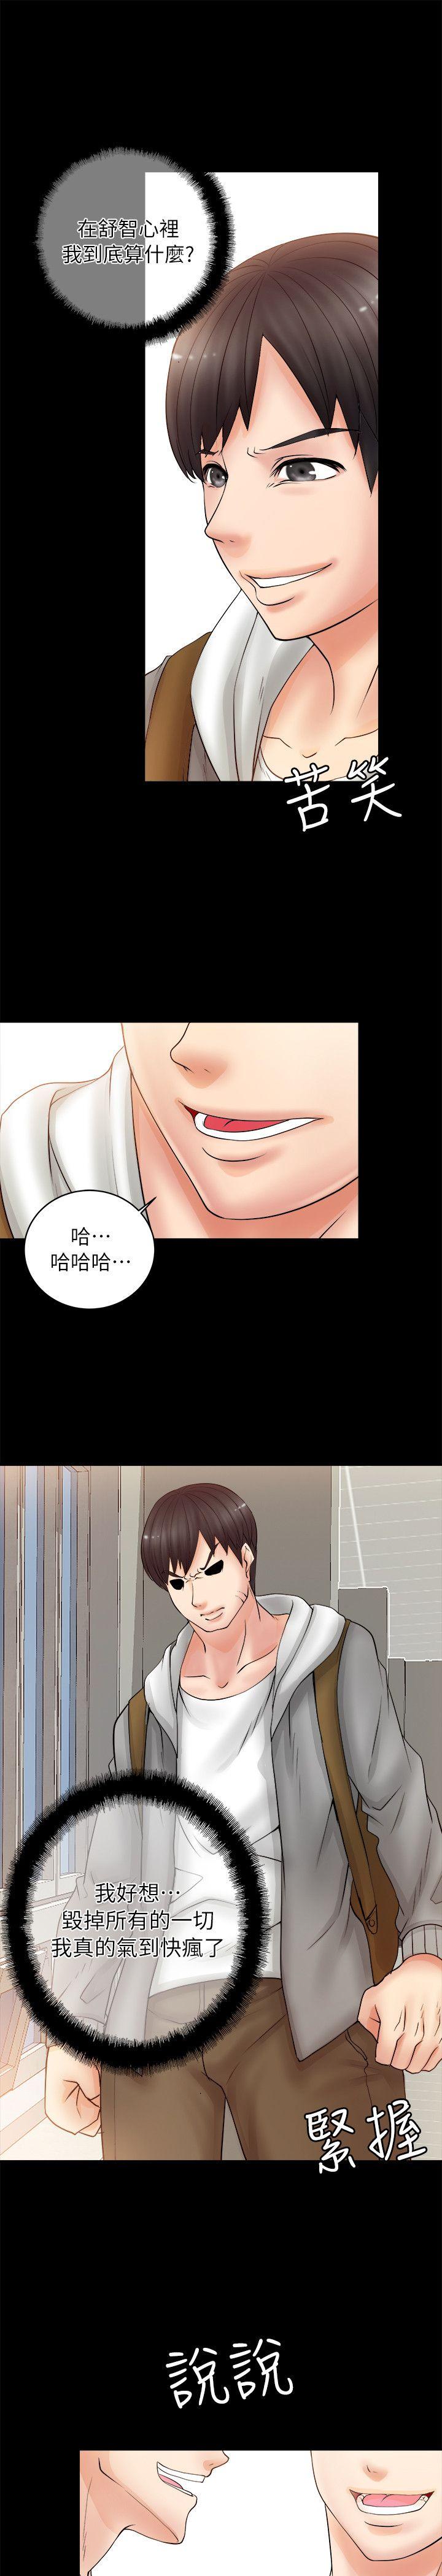 在舒智心裡
我到底算什麼?
苦笑
哈…
哈哈哈…
我好想…
毀掉所有的一切
我真的氣到快瘋了
緊握
說說